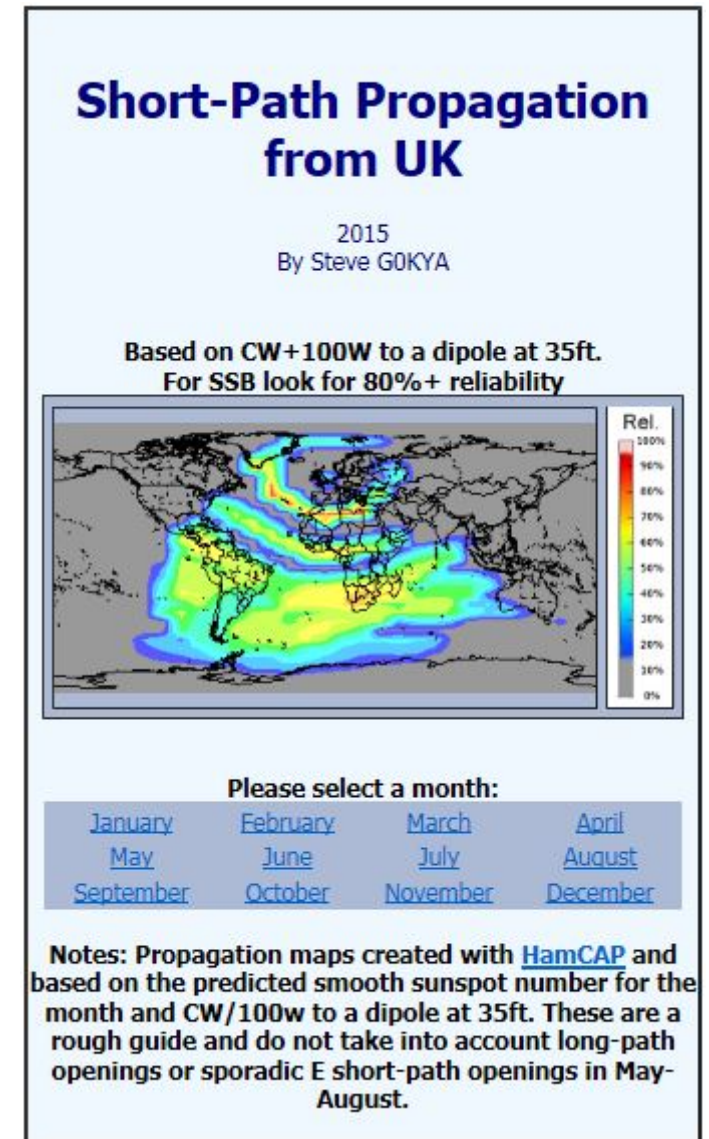 Short-Path Propagation
from UK
2015
By Steve G0KYA
Based on CW+100W to a dipole at 35ft.
For SSB look for 80%+ reliability
Rel.
100%
90%
80%
70%
60%
50%
40%
30%
20%
10%
0%
Please select a month:
January February March April
May June July August
September October November December
Notes: Propagation maps created with HamCAP and
based on the predicted smooth sunspot number for the
month and CW/100w to a dipole at 35ft. These are a
rough guide and do not take into account long-path
openings or sporadic E short-path openings in May-
August.